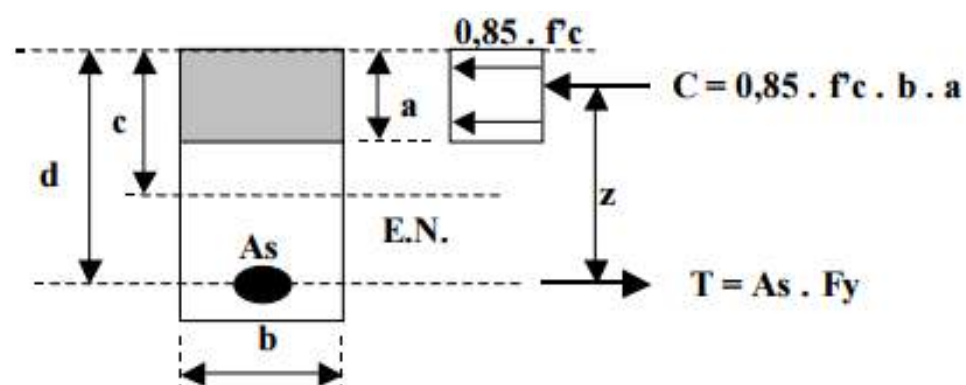 0,85 . f'c
C = 0,85 . f'c . b . a
a
c
d
z
E.N.
As
T = As . Fy
b